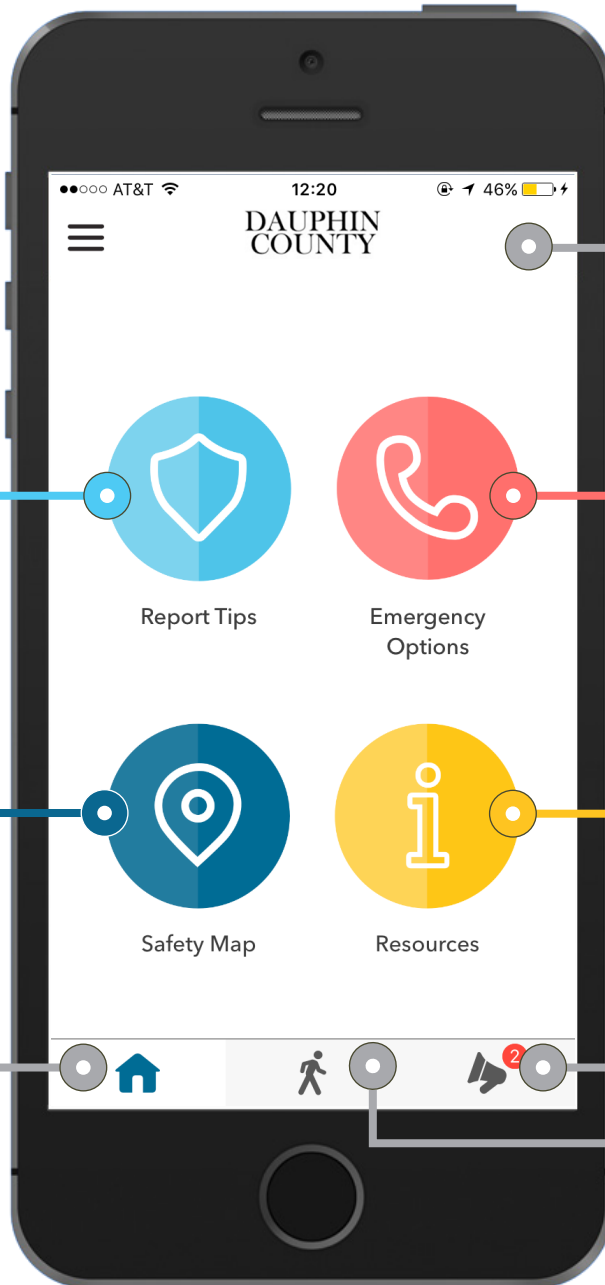 AT&T 12:20 46%
DAUPHIN
COUNTY
Report Tips
Emergency
Options
Safety Map
Resources
2